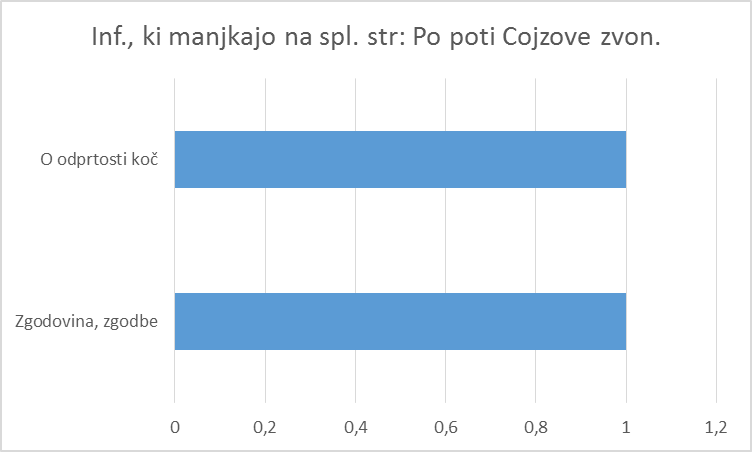 Inf., ki manjkajo na spl. str: Po poti Cojzove zvon.
O odprtosti koč
Zgodovina, zgodbe
0 0,2 0,4 0,6 0,8 1 1,2